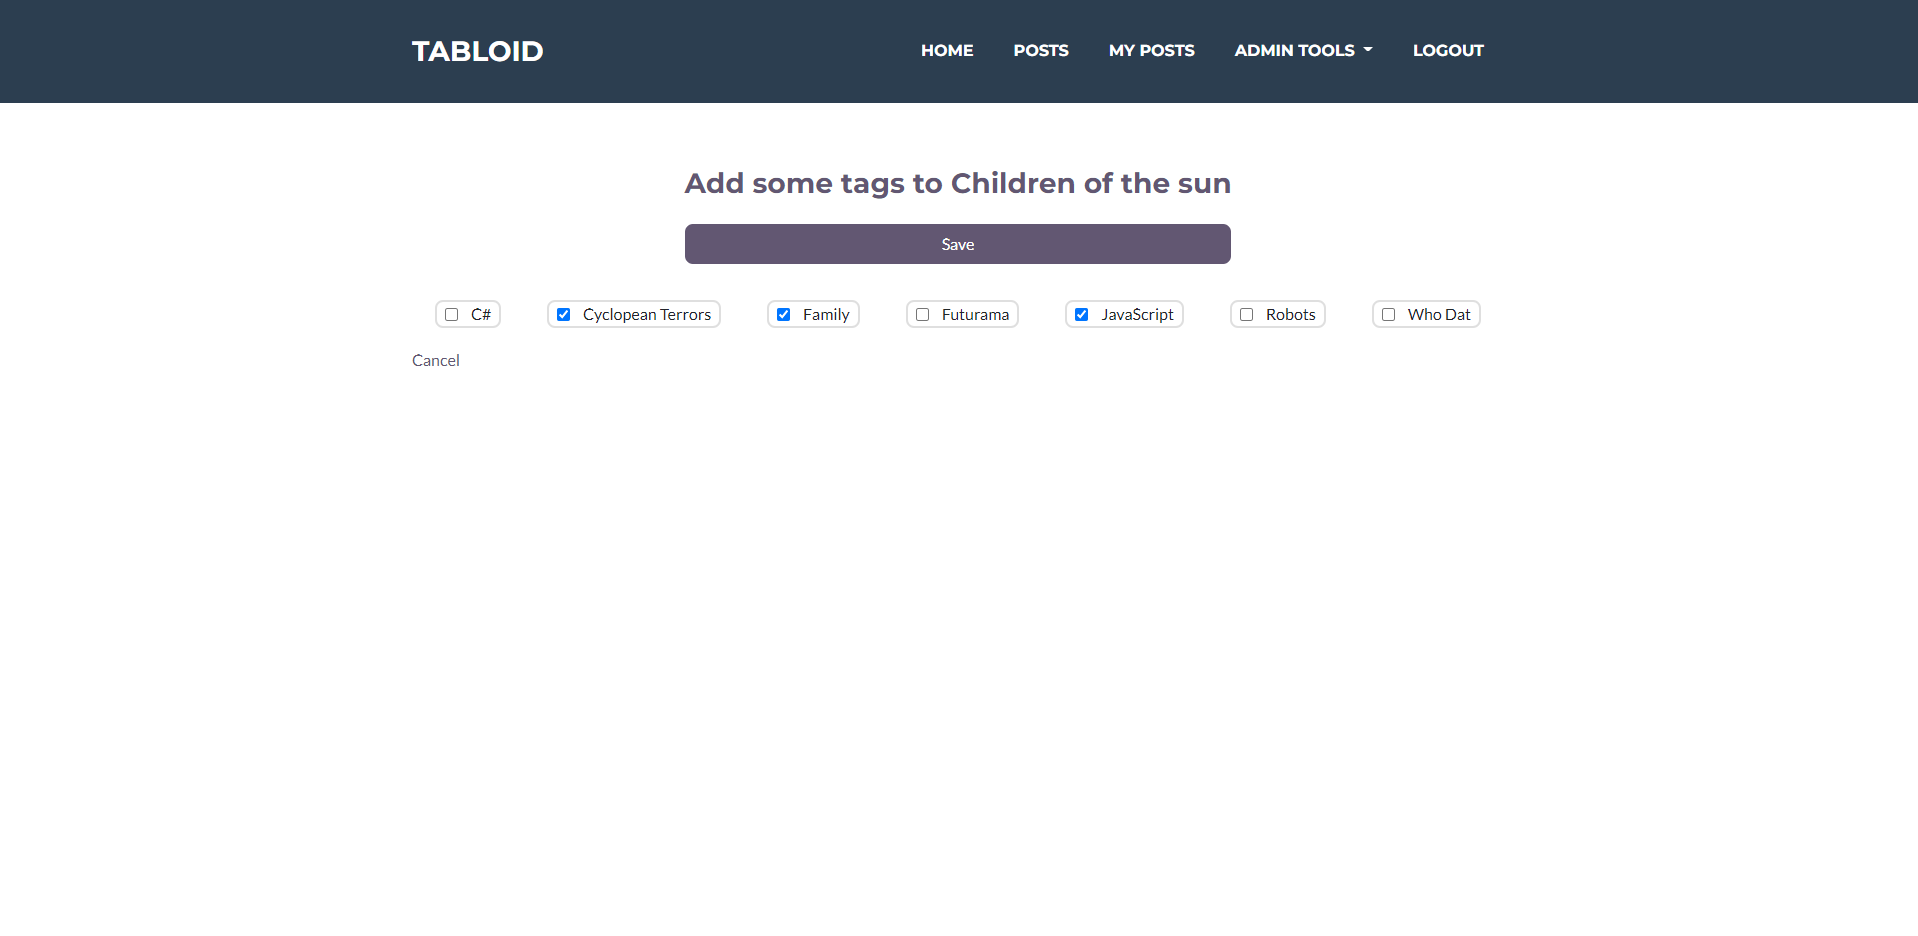 TABLOID
HOME POSTS MY POSTS ADMIN TOOLS LOGOUT
Add some tags to Children of the sun
Save
C# Cyclopean Terrors Family Futurama JavaScript Robots Who Dat
Cancel